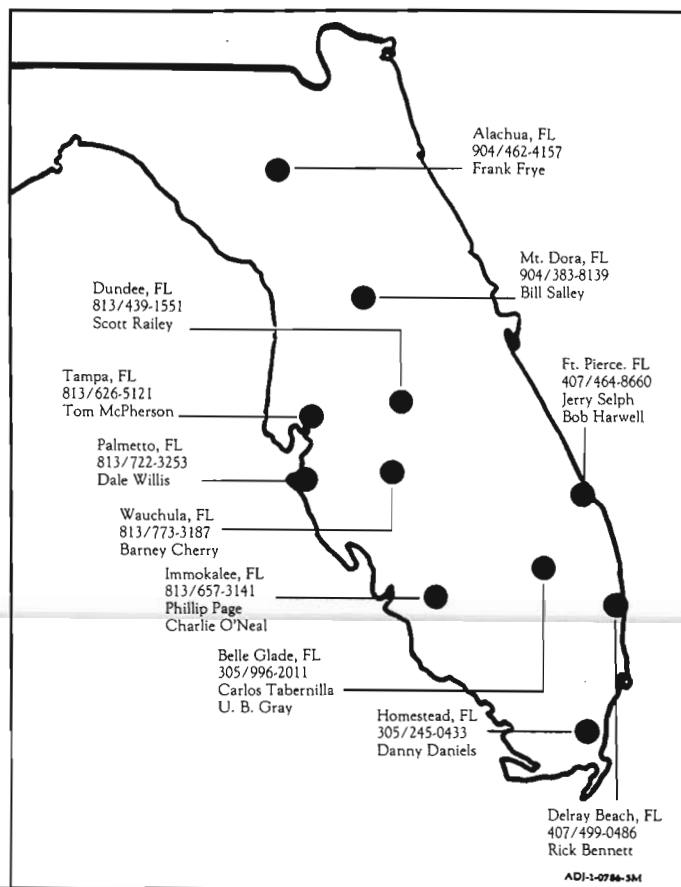 Alachua, FL
904/462-4157
Frank Frye
Mt. Dora, FL
904/383-8139
Bill Salley
Dundee, FL
813/439-1551
Scott Railey
Ft. Pierce. FL
407/464-8660
Jerry Selph
Bob Harwell
Tampa, FL
813/626-5121
Tom McPherson
Palmetto, FL
813/722-3253
Dale Willis
Wauchula, FL
813/773-3187
Barney Cherry
Immokalee, FL
813/657-3141
Phillip Page
Charlie O'Neal
Belle Glade, FL
305/996-2011
Carlos Tabernilla
U. B. Gray
Homestead, FL
305/245-0433
Danny Daniels
Delray Beach, FL
407/499-0486
Rick Bennett
ADJ-1-0786-5M